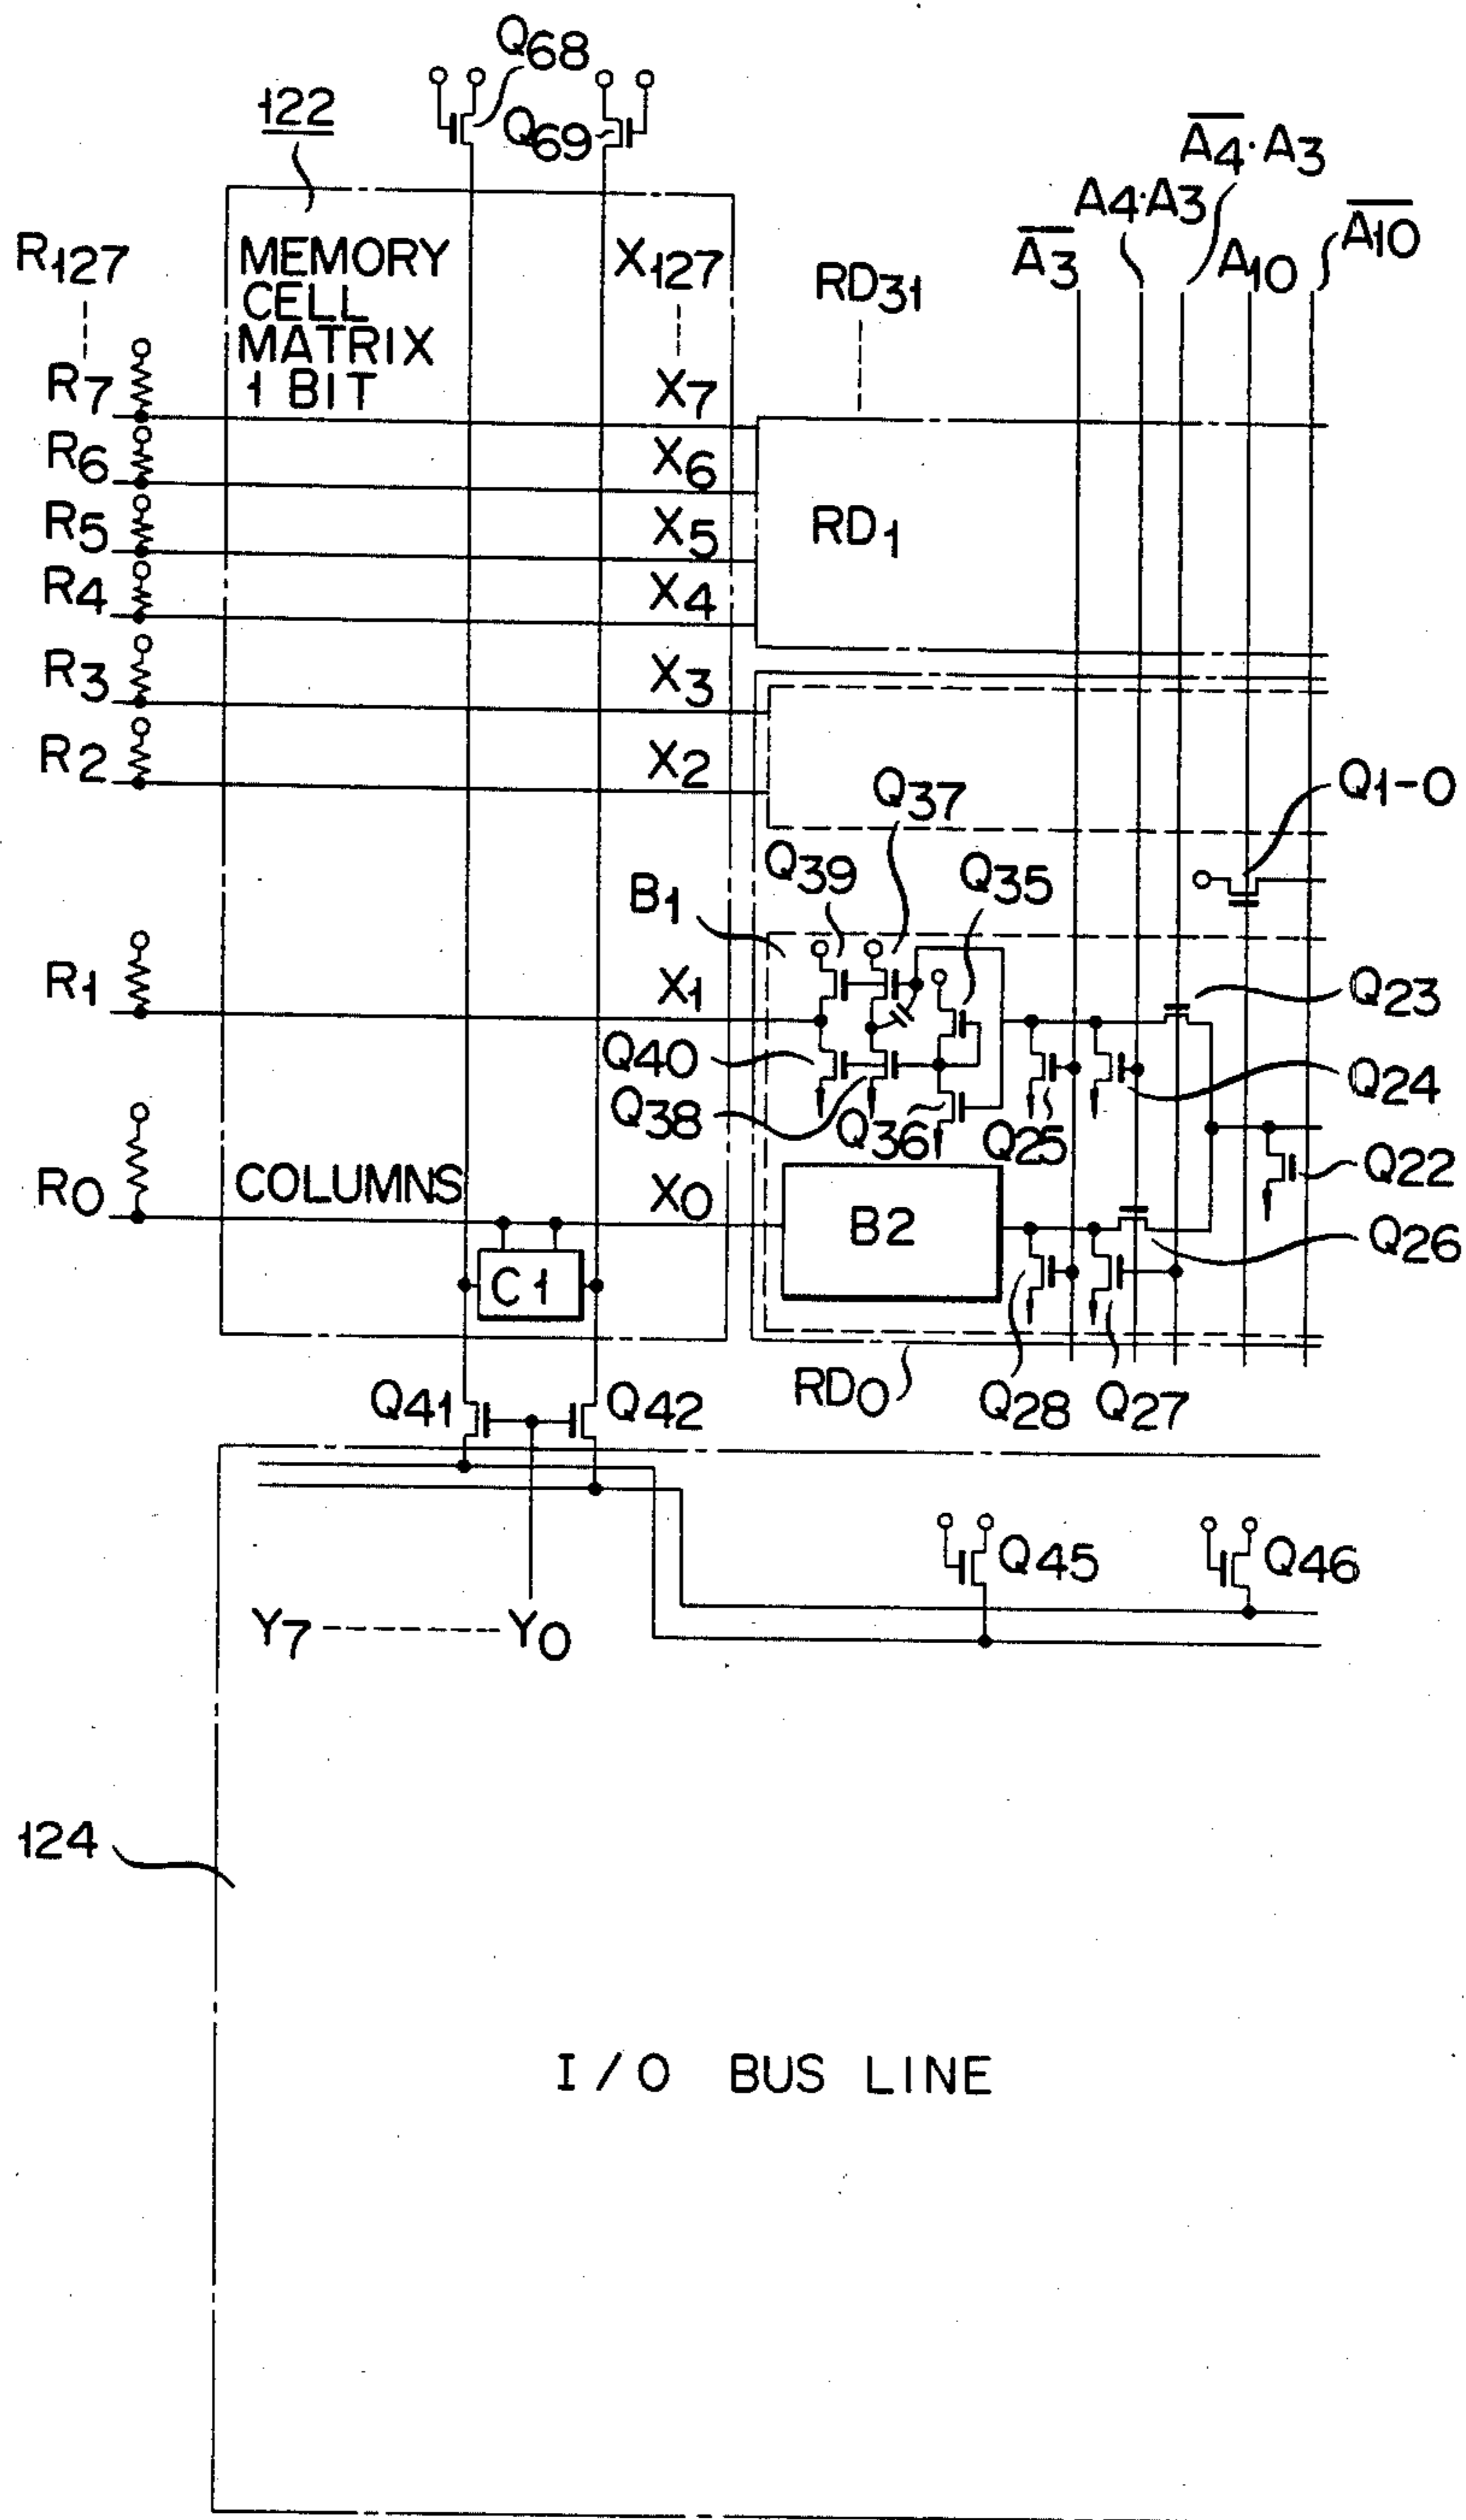 Q68
122
Q69
A̅4̅·A3
A4·A3
A̅1̅0̅
R127
MEMORY
CELL
MATRIX
1 BIT
X127
RD31
A̅3̅
A10
R7
X7
R6
X6
R5
X5
RD1
R4
X4
R3
X3
R2
X2
Q37
Q1-0
Q39
Q35
B1
R1
X1
Q23
Q40
Q24
Q38
Q36
Q25
Q22
R0
COLUMNS
X0
B2
Q26
C1
Q41
Q42
RD0
Q28
Q27
Q45
Q46
Y7
Y0
124
I/O BUS LINE